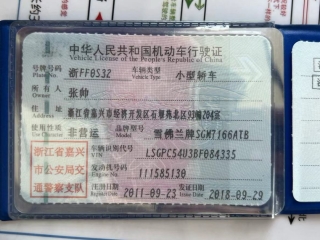 中华人民共和国机动车行驶证
Vehicle License of the People's Republic of China
号牌号码 浙FF0S32 车辆类型 小型轿车
Plate No. Vehicle Type
所有人 张帅
Owner
住址 浙江省嘉兴市经济开发区石堰燕北区93幢204室
Address
使用性质 非营运 品牌型号 雪佛兰牌SGM7166ATB
Use Character Model
浙江省嘉
兴市公安局交
通警察支队
车辆识别代号 LSGPC54U3BF084335
VIN
发动机号码 111585130
Engine No.
注册日期 2011-09-23 发证日期 2018-09-29
Register Date Issue Date